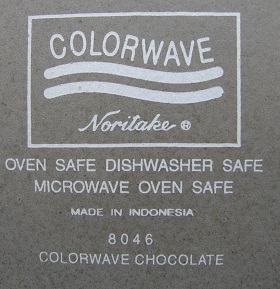 COLORWAVE
Noritake ®
OVEN SAFE DISHWASHER SAFE
MICROWAVE OVEN SAFE
MADE IN INDONESIA
8046
COLORWAVE CHOCOLATE